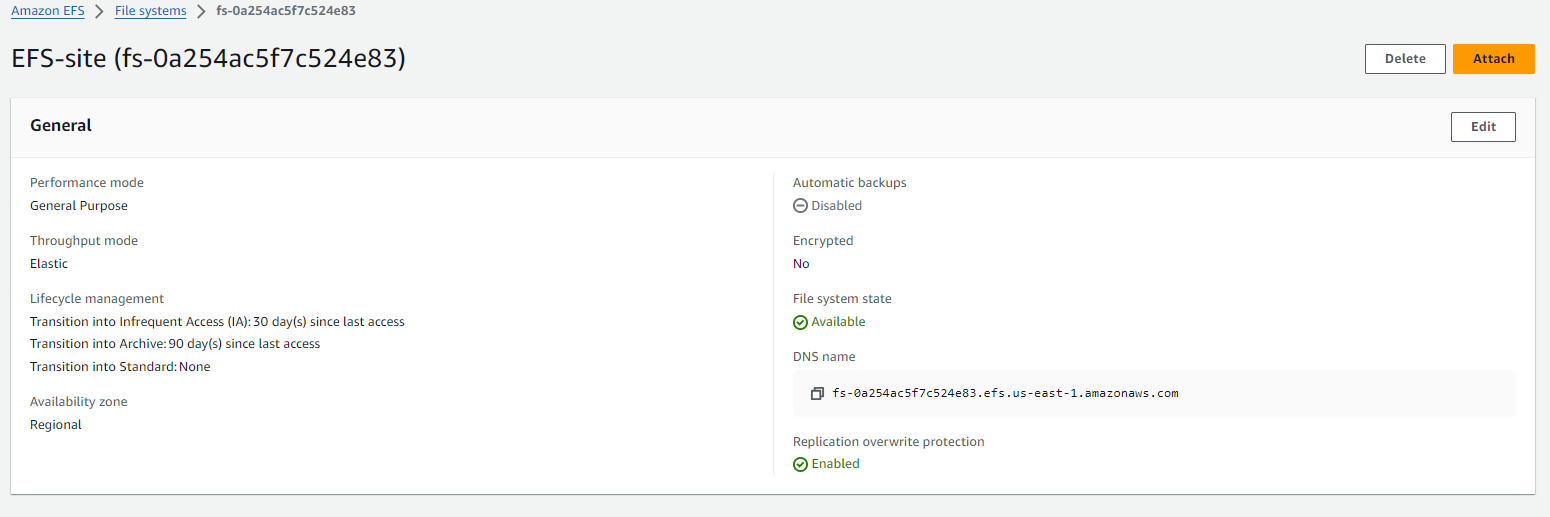 Amazon EFS > File systems > fs-0a254ac5f7c524e83
EFS-site (fs-0a254ac5f7c524e83)
Delete
Attach
General
Edit
Performance mode
General Purpose
Throughput mode
Elastic
Lifecycle management
Transition into Infrequent Access (IA): 30 day(s) since last access
Transition into Archive: 90 day(s) since last access
Transition into Standard: None
Availability zone
Regional
Automatic backups
Disabled
Encrypted
No
File system state
Available
DNS name
fs-0a254ac5f7c524e83.efs.us-east-1.amazonaws.com
Replication overwrite protection
Enabled